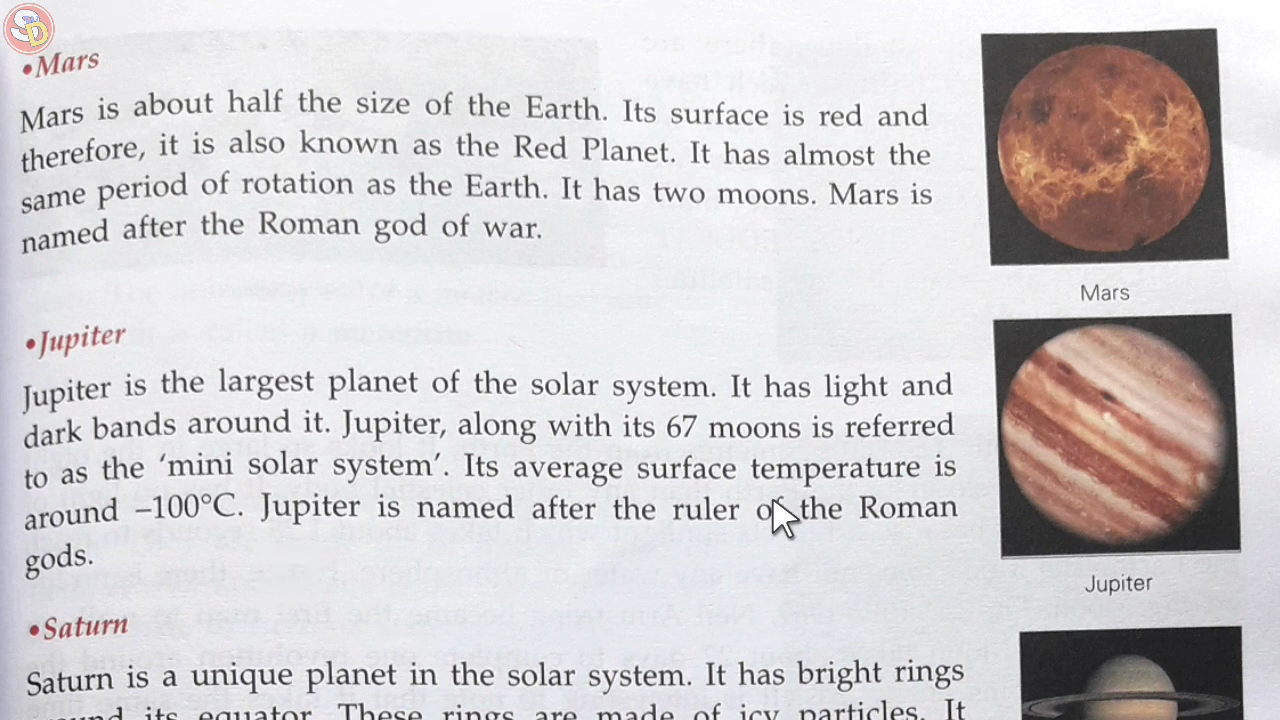 SD
•Mars
Mars is about half the size of the Earth. Its surface is red and
therefore, it is also known as the Red Planet. It has almost the
same period of rotation as the Earth. It has two moons. Mars is
named after the Roman god of war.
Mars
•Jupiter
Jupiter is the largest planet of the solar system. It has light and
dark bands around it. Jupiter, along with its 67 moons is referred
to as the ‘mini solar system’. Its average surface temperature is
around –100°C. Jupiter is named after the ruler of the Roman
gods.
Jupiter
•Saturn
Saturn is a unique planet in the solar system. It has bright rings
around its equator. These rings are made of icy particles. It